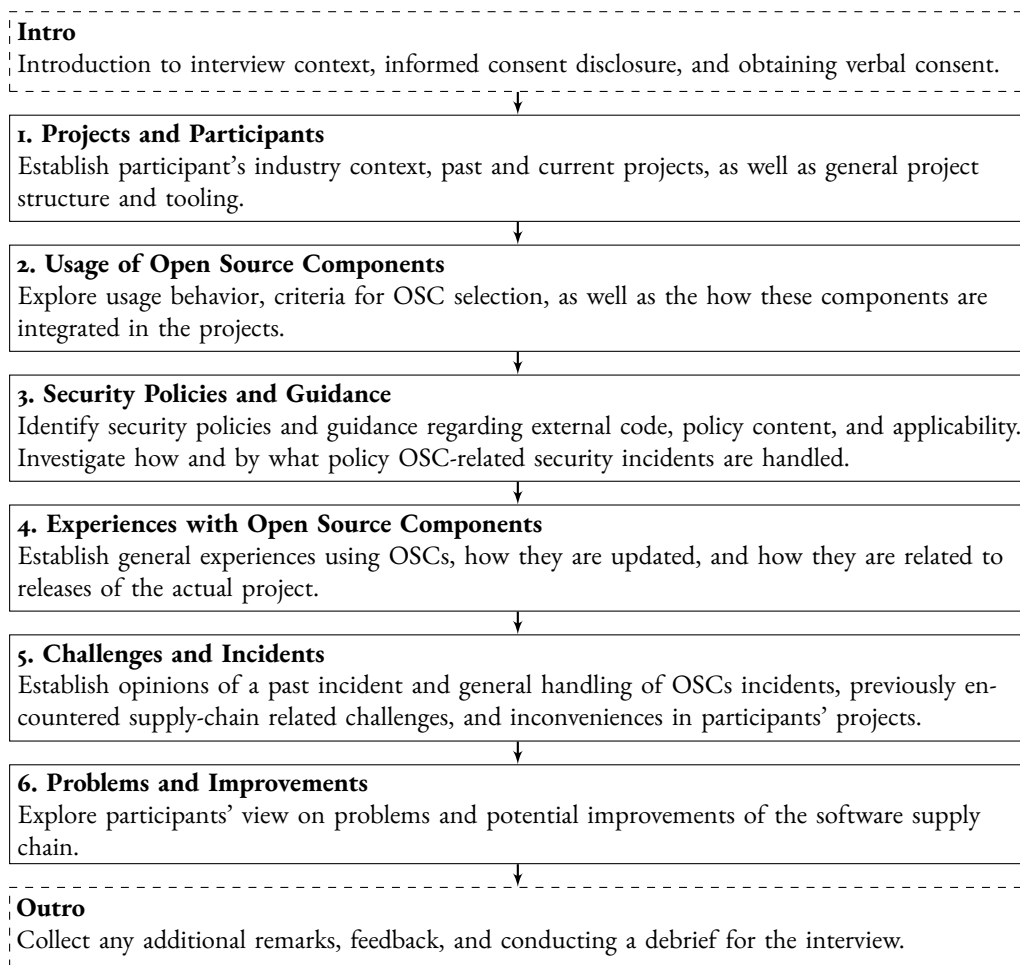 Intro
Introduction to interview context, informed consent disclosure, and obtaining verbal consent.
1. Projects and Participants
Establish participant's industry context, past and current projects, as well as general project
structure and tooling.
2. Usage of Open Source Components
Explore usage behavior, criteria for OSC selection, as well as the how these components are
integrated in the projects.
3. Security Policies and Guidance
Identify security policies and guidance regarding external code, policy content, and applicability.
Investigate how and by what policy OSC-related security incidents are handled.
4. Experiences with Open Source Components
Establish general experiences using OSCs, how they are updated, and how they are related to
releases of the actual project.
5. Challenges and Incidents
Establish opinions of a past incident and general handling of OSCs incidents, previously en-
countered supply-chain related challenges, and inconveniences in participants' projects.
6. Problems and Improvements
Explore participants' view on problems and potential improvements of the software supply
chain.
Outro
Collect any additional remarks, feedback, and conducting a debrief for the interview.